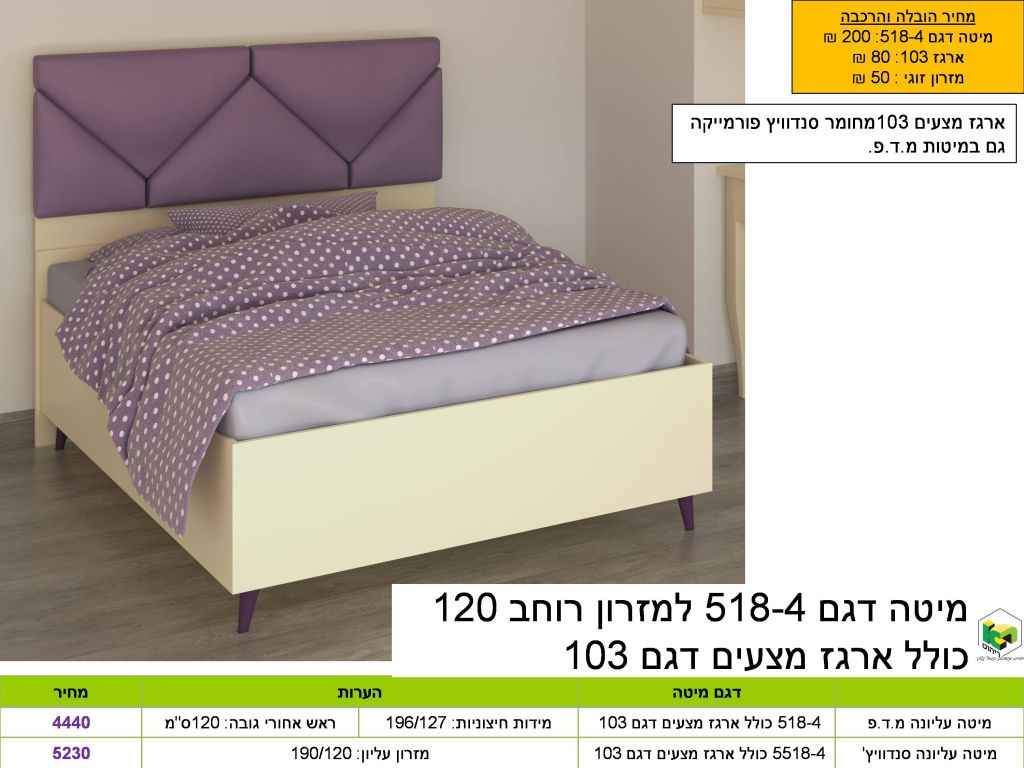 מחיר הובלה והרכבה
מיטה דגם 518-4: 200 ₪
ארגז 103: 80 ₪
מזרון זוגי : 50 ₪
ארגז מצעים 103מחומר סנדוויץ פורמייקה
גם במיטות מ.ד.פ.
מיטה דגם 518-4 למזרון רוחב 120
כולל ארגז מצעים דגם 103
דגם מיטה הערות מחיר
מיטה עליונה מ.ד.פ 518-4 כולל ארגז מצעים דגם 103 מידות חיצוניות: 196/127 ראש אחורי גובה: 120ס"מ 4440
מיטה עליונה סנדוויץ' 5518-4 כולל ארגז מצעים דגם 103 מזרון עליון: 190/120 5230